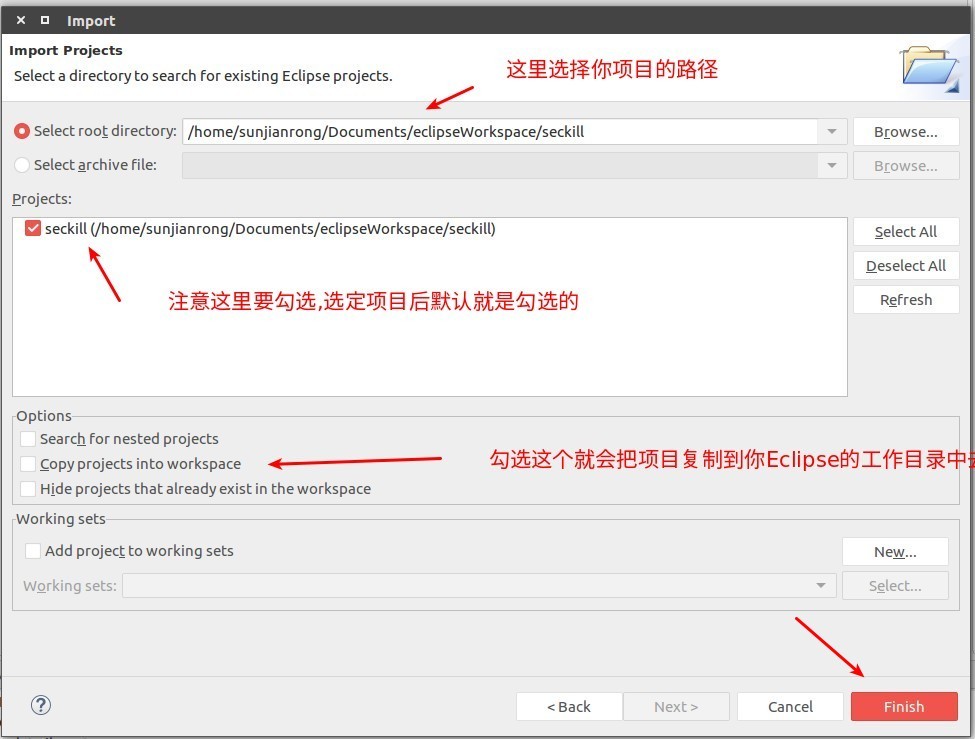 Import
Import Projects
Select a directory to search for existing Eclipse projects.
这里选择你项目的路径
Select root directory: /home/sunjianrong/Documents/eclipseWorkspace/seckill Browse...
Select archive file: Browse...
Projects:
seckill (/home/sunjianrong/Documents/eclipseWorkspace/seckill)
Select All
Deselect All
Refresh
注意这里要勾选,选定项目后默认就是勾选的
Options
Search for nested projects
Copy projects into workspace
勾选这个就会把项目复制到你Eclipse的工作目录中去
Hide projects that already exist in the workspace
Working sets
Add project to working sets New...
Working sets: Select...
?
< Back Next > Cancel Finish